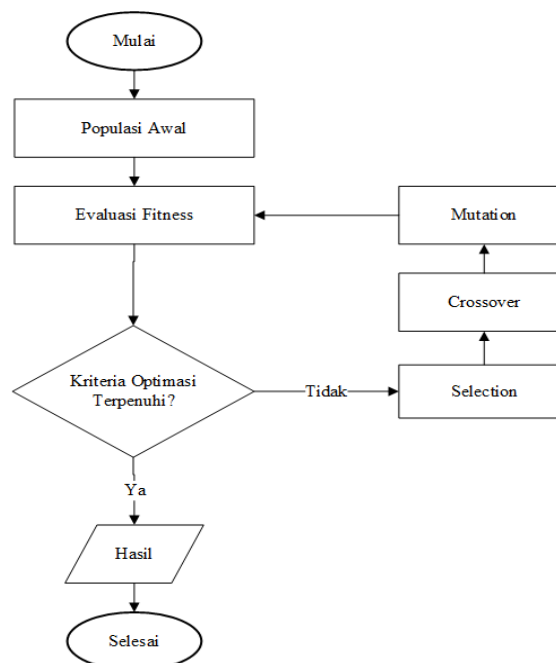 Mulai
Populasi Awal
Evaluasi Fitness
Mutation
Crossover
Kriteria Optimasi
Terpenuhi?
Tidak
Selection
Ya
Hasil
Selesai